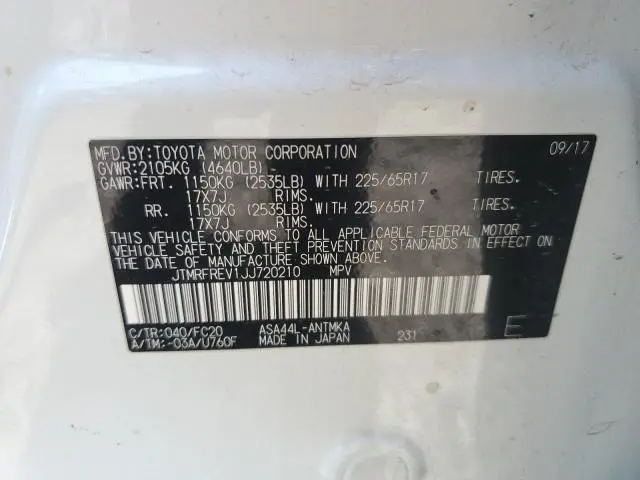 MFD.BY:TOYOTA MOTOR CORPORATION 09/17
GVWR:2105KG (4640LB)
GAWR:FRT. 1150KG (2535LB) WITH 225/65R17 TIRES.
17X7J RIMS.
RR. 1150KG (2535LB) WITH 225/65R17 TIRES.
17X7J RIMS.
THIS VEHICLE CONFORMS TO ALL APPLICABLE FEDERAL MOTOR
VEHICLE SAFETY AND THEFT PREVENTION STANDARDS IN EFFECT ON
THE DATE OF MANUFACTURE SHOWN ABOVE.
JTMRFREV1JJ720210 MPV
C/TR:040/FC20 ASA44L-ANTMKA 231 E
A/TM:-03A/U760F MADE IN JAPAN